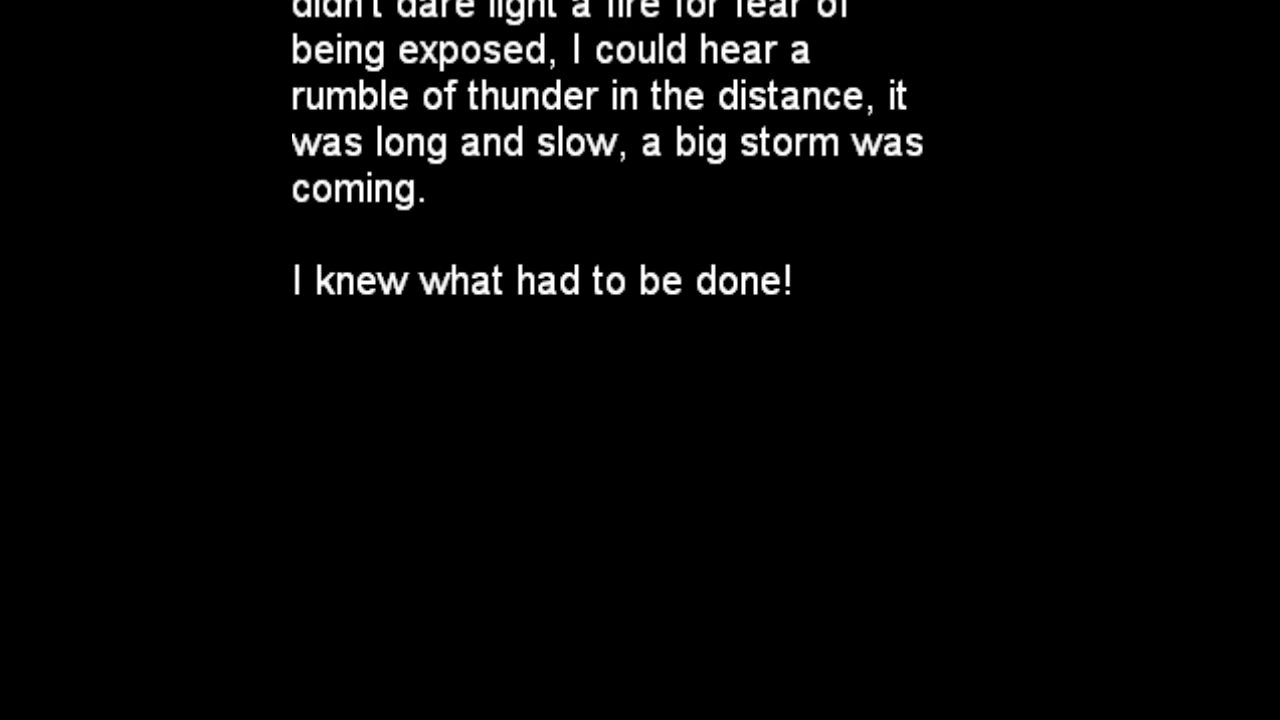 didn't dare light a fire for fear of
being exposed, I could hear a
rumble of thunder in the distance, it
was long and slow, a big storm was
coming.
I knew what had to be done!